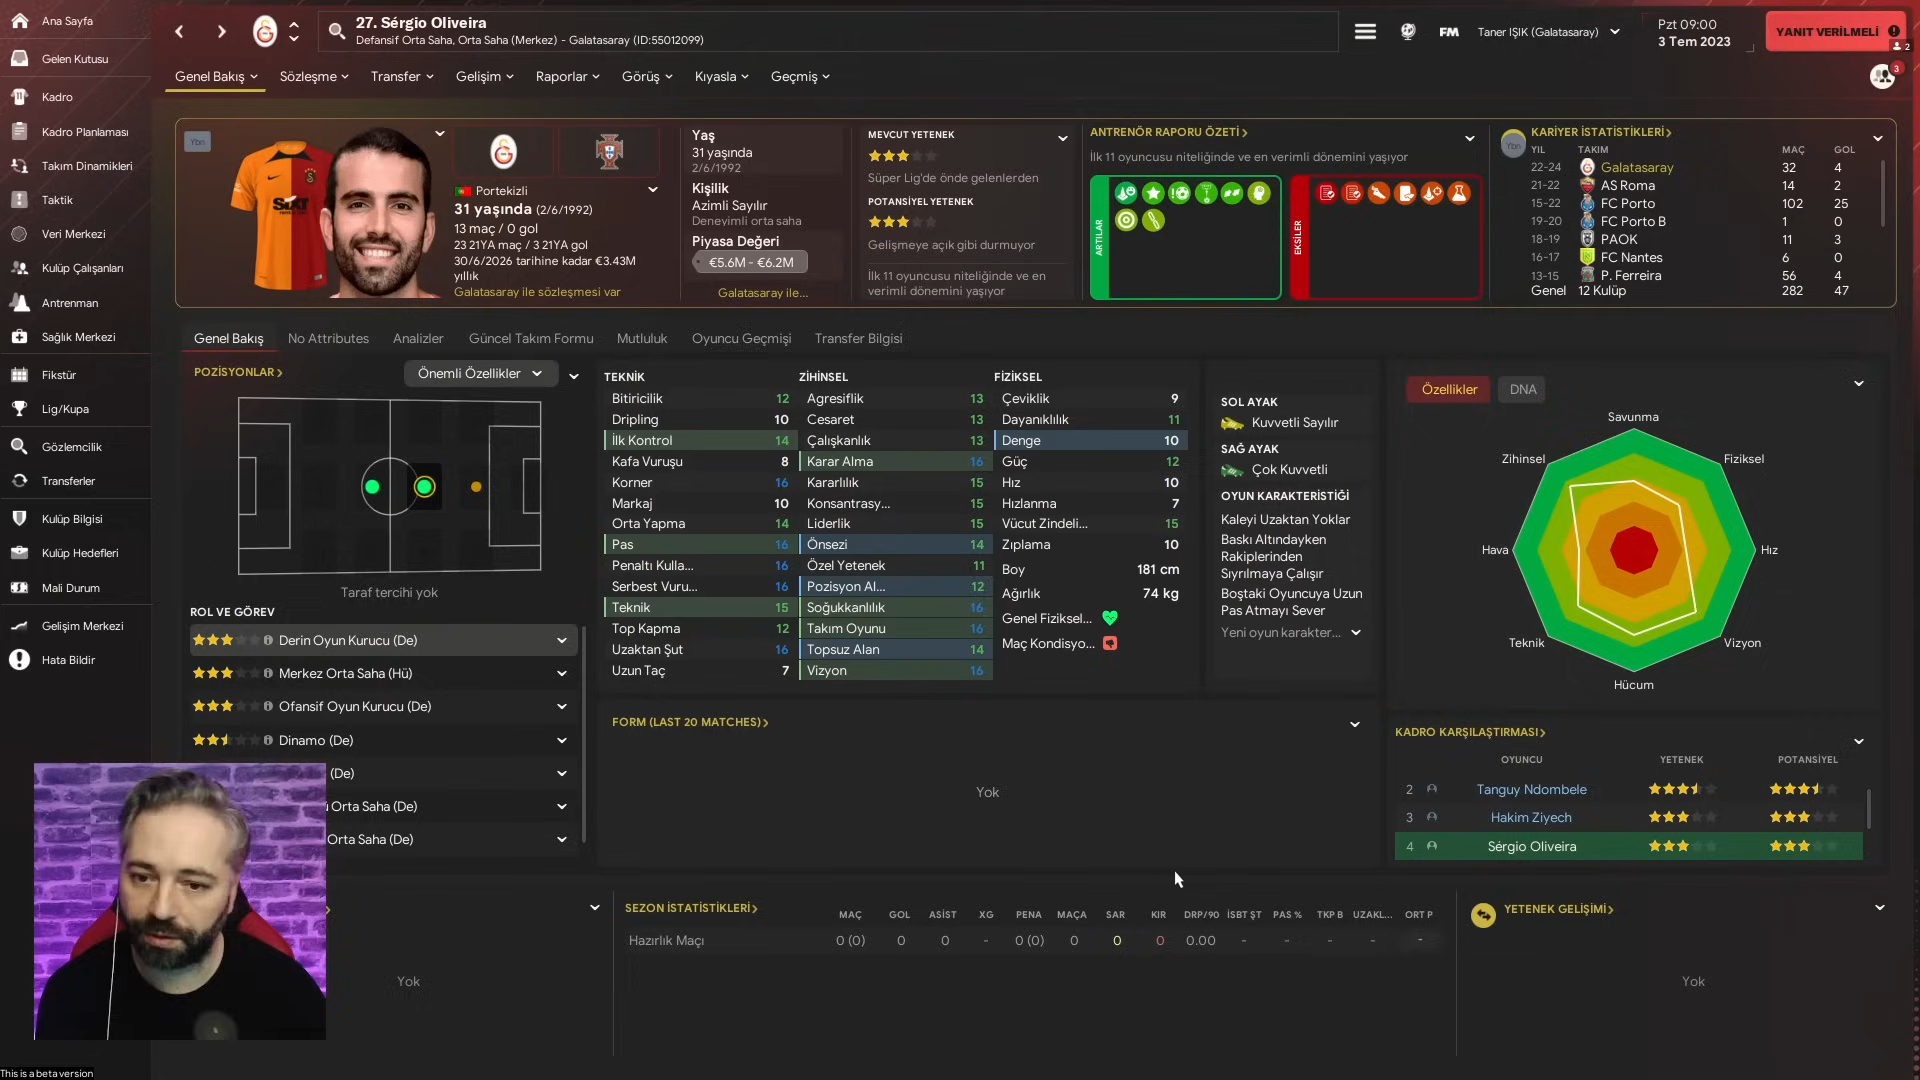 Ana Sayfa
Gelen Kutusu
Kadro
Kadro Planlaması
Takım Dinamikleri
Taktik
Veri Merkezi
Kulüp Çalışanları
Antrenman
Sağlık Merkezi
Fikstür
Lig/Kupa
Gözlemcilik
Transferler
Kulüp Bilgisi
Kulüp Hedefleri
Mali Durum
Gelişim Merkezi
Hata Bildir
27. Sérgio Oliveira
Defansif Orta Saha, Orta Saha (Merkez) - Galatasaray (ID:55012099)
FM
Taner IŞIK (Galatasaray)
Pzt 09:00
3 Tem 2023
YANIT VERİLMELİ
2
3
Genel Bakış
Sözleşme
Transfer
Gelişim
Raporlar
Görüş
Kıyasla
Geçmiş
Ybn
SIXT
Portekizli
31 yaşında (2/6/1992)
13 maç / 0 gol
23 21YA maç / 3 21YA gol
30/6/2026 tarihine kadar €3.43M
yıllık
Galatasaray ile sözleşmesi var
Yaş
31 yaşında
2/6/1992
Kişilik
Azimli Sayılır
Deneyimli orta saha
Piyasa Değeri
€5.6M - €6.2M
Galatasaray ile...
MEVCUT YETENEK
Süper Lig'de önde gelenlerden
POTANSİYEL YETENEK
Gelişmeye açık gibi durmuyor
İlk 11 oyuncusu niteliğinde ve en
verimli dönemini yaşıyor
ANTRENÖR RAPORU ÖZETİ
İlk 11 oyuncusu niteliğinde ve en verimli dönemini yaşıyor
ARTILAR
EKSİLER
Ybn
KARİYER İSTATİSTİKLERİ
YIL TAKIM MAÇ GOL
22-24 Galatasaray 32 4
21-22 AS Roma 14 2
15-22 FC Porto 102 25
19-20 FC Porto B 1 0
18-19 PAOK 11 3
16-17 FC Nantes 6 0
13-15 P. Ferreira 56 4
Genel 12 Kulüp 282 47
Genel Bakış
No Attributes
Analizler
Güncel Takım Formu
Mutluluk
Oyuncu Geçmişi
Transfer Bilgisi
POZİSYONLAR
Önemli Özellikler
Taraf tercihi yok
ROL VE GÖREV
Derin Oyun Kurucu (De)
Merkez Orta Saha (Hü)
Ofansif Oyun Kurucu (De)
Dinamo (De)
(De)
Orta Saha (De)
Orta Saha (De)
TEKNİK
Bitiricilik 12
Dripling 10
İlk Kontrol 14
Kafa Vuruşu 8
Korner 16
Markaj 10
Orta Yapma 14
Pas 16
Penaltı Kulla... 16
Serbest Vuru... 16
Teknik 15
Top Kapma 12
Uzaktan Şut 16
Uzun Taç 7
ZİHİNSEL
Agresiflik 13
Cesaret 13
Çalışkanlık 13
Karar Alma 16
Kararlılık 15
Konsantrasy... 15
Liderlik 15
Önsezi 14
Özel Yetenek 11
Pozisyon Al... 12
Soğukkanlılık 16
Takım Oyunu 16
Topsuz Alan 14
Vizyon 16
FİZİKSEL
Çeviklik 9
Dayanıklılık 11
Denge 10
Güç 12
Hız 10
Hızlanma 7
Vücut Zindeli... 15
Zıplama 10
Boy 181 cm
Ağırlık 74 kg
Genel Fiziksel...
Maç Kondisyo...
SOL AYAK
Kuvvetli Sayılır
SAĞ AYAK
Çok Kuvvetli
OYUN KARAKTERİSTİĞİ
Kaleyi Uzaktan Yoklar
Baskı Altındayken
Rakiplerinden
Sıyrılmaya Çalışır
Boştaki Oyuncuya Uzun
Pas Atmayı Sever
Yeni oyun karakter...
Özellikler
DNA
Savunma
Zihinsel
Fiziksel
Hava
Hız
Teknik
Vizyon
Hücum
FORM (LAST 20 MATCHES)
Yok
KADRO KARŞILAŞTIRMASI
OYUNCU YETENEK POTANSİYEL
2 Tanguy Ndombele
3 Hakim Ziyech
4 Sérgio Oliveira
Yok
SEZON İSTATİSTİKLERİ
MAÇ GOL ASİST XG PENA MAÇA SAR KIR DRP/90 İSBT ŞT PAS % TKP B UZAKL... ORT P
Hazırlık Maçı 0 (0) 0 0 - 0 (0) 0 0 0 0.00 - - - - -
YETENEK GELİŞİMİ
Yok
This is a beta version